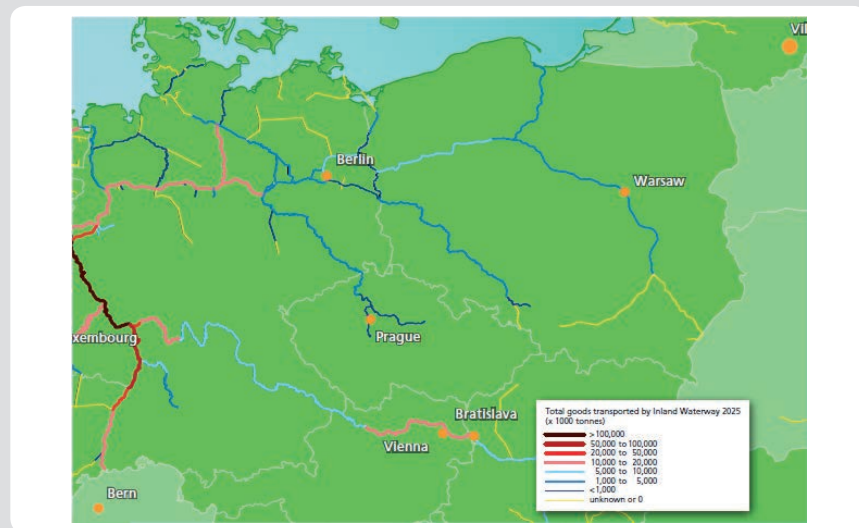 Vil
Berlin
Warsaw
Prague
xembourg
Bratislava
Vienna
Bern
Total goods transported by Inland Waterway 2025
(x 1000 tonnes)
>100,000
50,000 to 100,000
20,000 to 50,000
10,000 to 20,000
5,000 to 10,000
1,000 to 5,000
<1,000
unknown or 0